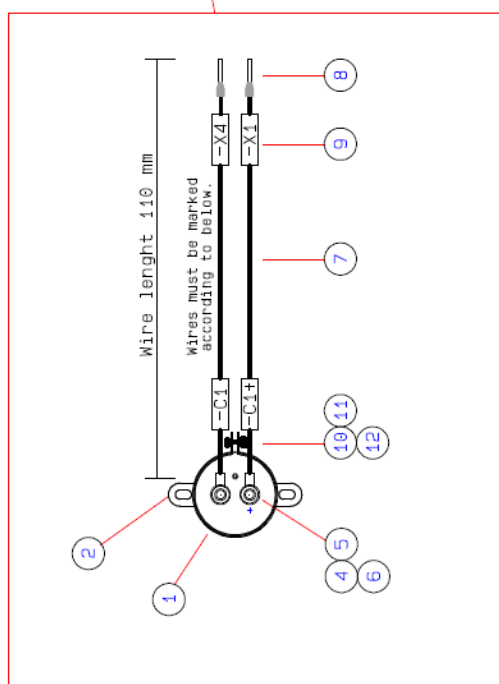 Wire lenght 110 mm
Wires must be marked
according to below.
-X4
-X1
-C1
-C1+
+
8
9
7
11
10
12
5
4
6
2
1